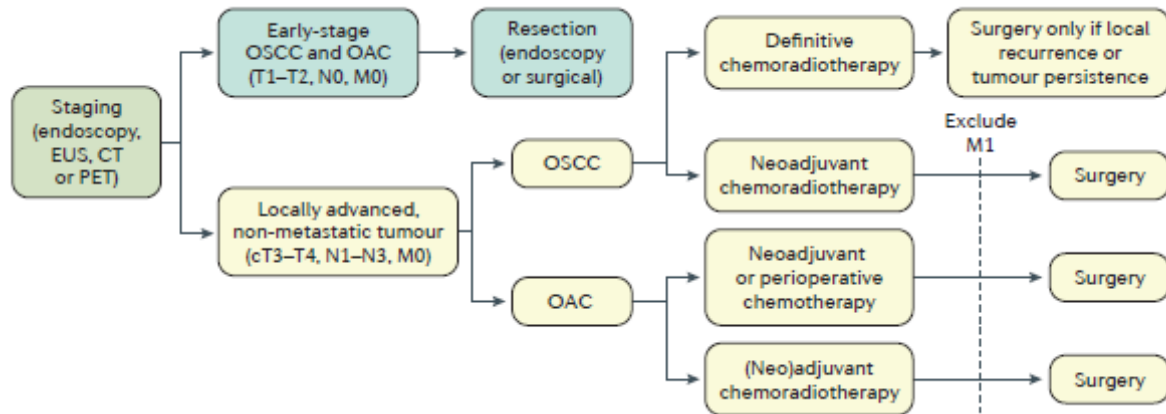 Staging
(endoscopy,
EUS, CT
or PET)
Early-stage
OSCC and OAC
(T1–T2, N0, M0)
Resection
(endoscopy
or surgical)
Locally advanced,
non-metastatic tumour
(cT3–T4, N1–N3, M0)
OSCC
Definitive
chemoradiotherapy
Surgery only if local
recurrence or
tumour persistence
Exclude
M1
Neoadjuvant
chemoradiotherapy
Surgery
OAC
Neoadjuvant
or perioperative
chemotherapy
Surgery
(Neo)adjuvant
chemoradiotherapy
Surgery